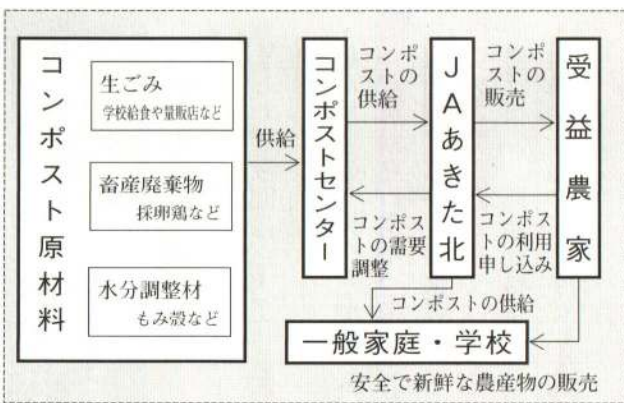 コンポスト原材料
生ごみ
学校給食や量販店など
畜産廃棄物
採卵鶏など
水分調整材
もみ殻など
供給
コンポストセンター
コンポ
ストの
供給
コンポス
トの需要
調整
JAあきた北
コンポ
ストの
販売
コンポス
トの利用
申し込み
受益農家
コンポストの供給
一般家庭・学校
安全で新鮮な農産物の販売